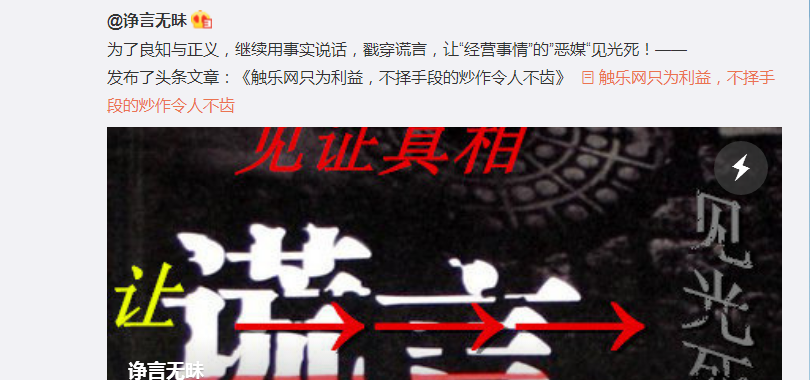 @诤言无昧
为了良知与正义，继续用事实说话，戳穿谎言，让“经营事情”的”恶媒“见光死！——
发布了头条文章：《触乐网只为利益，不择手段的炒作令人不齿》 触乐网只为利益，不择手
段的炒作令人不齿
见证真相
让
谎言
见光死
诤言无昧